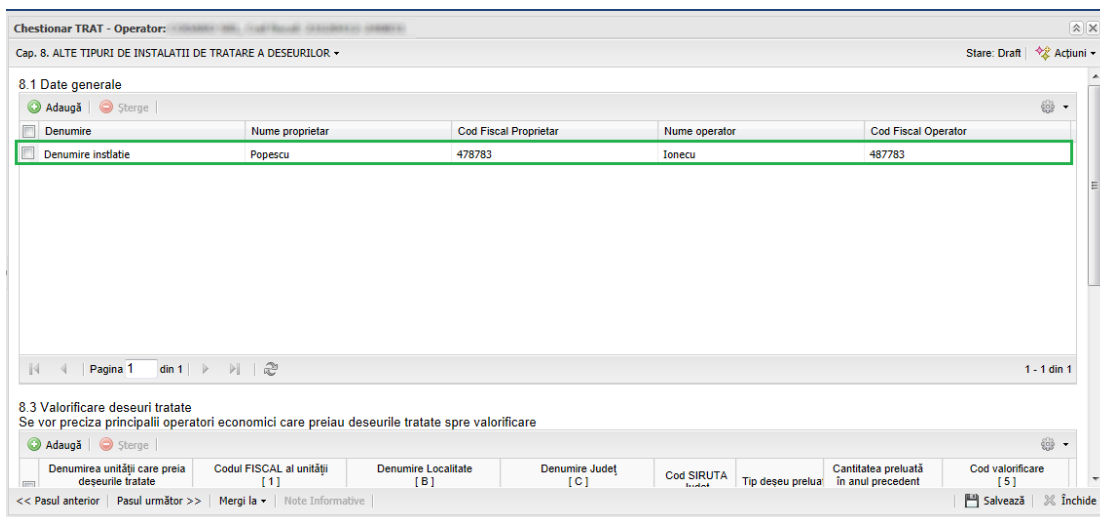 Chestionar TRAT - Operator:
Cap. 8. ALTE TIPURI DE INSTALATII DE TRATARE A DESEURILOR Stare: Draft Acțiuni
8.1 Date generale
Adaugă Șterge
Denumire Nume proprietar Cod Fiscal Proprietar Nume operator Cod Fiscal Operator
Denumire instlatie Popescu 478783 Ionecu 487783
Pagina 1 din 1 1 - 1 din 1
8.3 Valorificare deseuri tratate
Se vor preciza principalii operatori economici care preiau deseurile tratate spre valorificare
Adaugă Șterge
Denumirea unității care preia Codul FISCAL al unității Denumire Localitate Denumire Județ Cod SIRUTA Tip deșeu preluat Cantitatea preluată Cod valorificare
deșeurile tratate [ 1 ] [ B ] [ C ] Județ în anul precedent [ 5 ]
<< Pasul anterior Pasul următor >> Mergi la Note Informative Salvează Închide